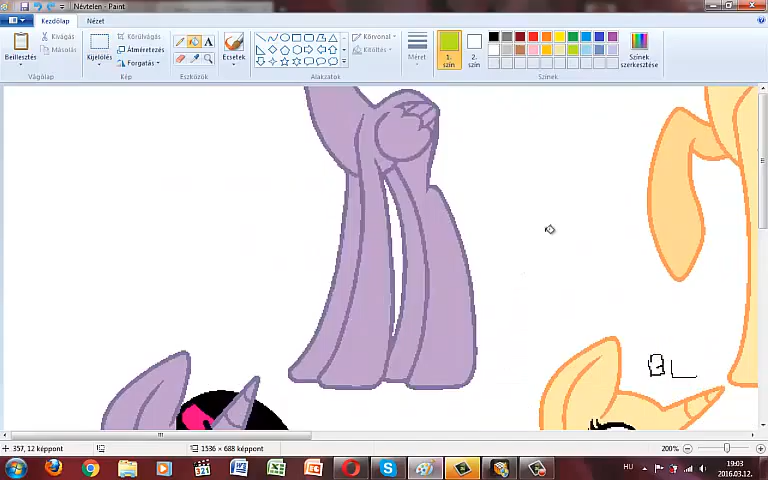 Névtelen - Paint
Kezdőlap Nézet
Beillesztés
Kivágás
Másolás
Vágólap
Kijelölés
Körülvágás
Átméretezés
Forgatás
Kép
Eszközök
Ecsetek
Alakzatok
Körvonal
Kitöltés
Méret
1. szín
2. szín
Színek
Színek szerkesztése
BL
357, 12 képpont
1536 × 688 képpont
200%
HU
19:03
2016.03.12.